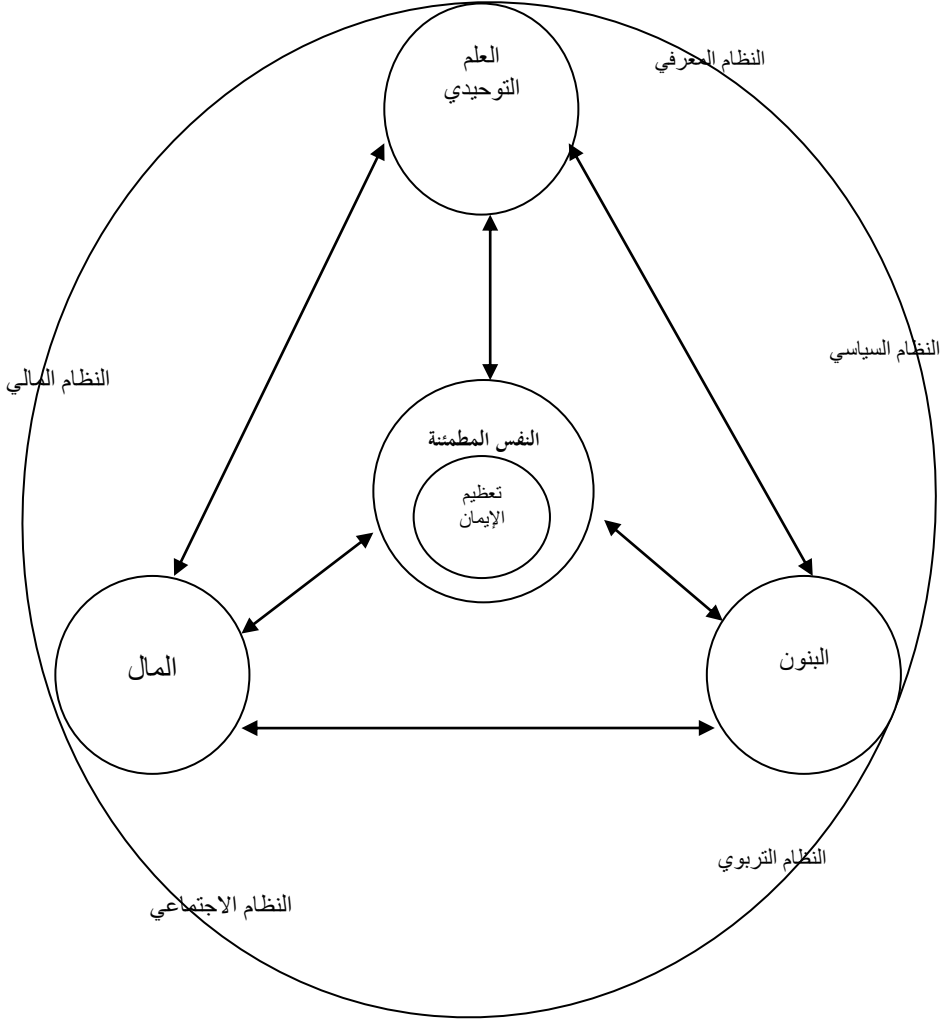 العلم
التوحيدي
النظام المعرفي
النظام السياسي
النظام المالي
النفس المطمئنة
تعظيم
الإيمان
المال
البنون
النظام التربوي
النظام الاجتماعي